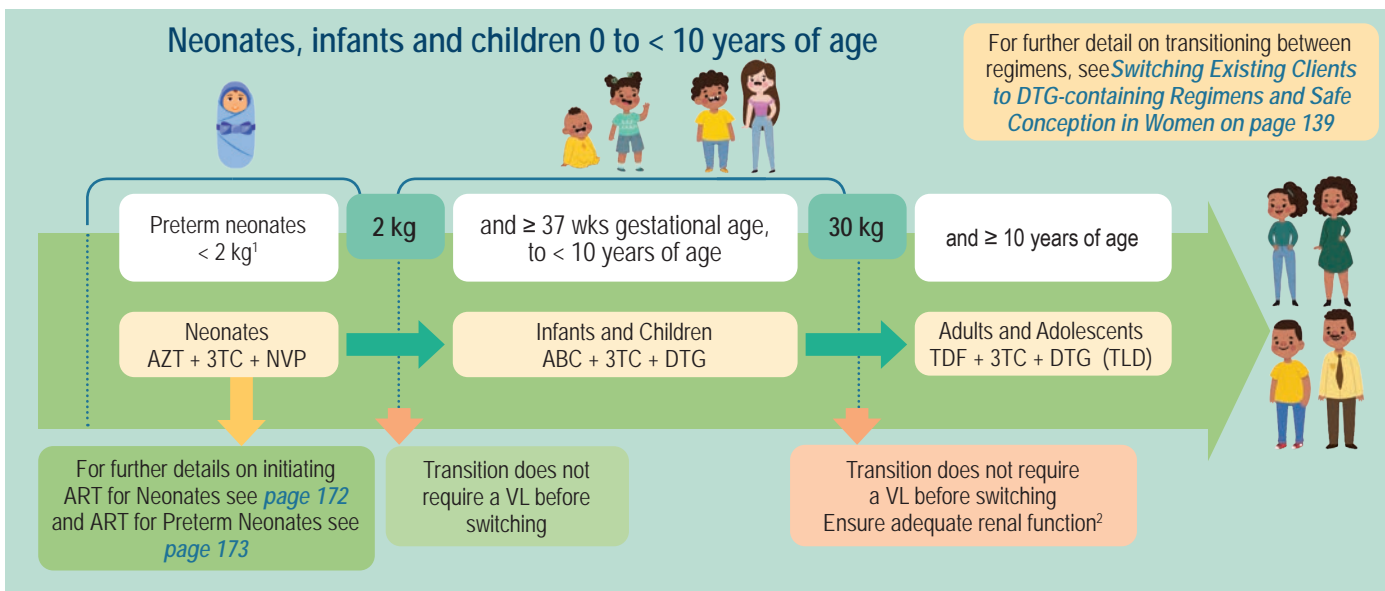 Neonates, infants and children 0 to < 10 years of age
For further detail on transitioning between
regimens, see Switching Existing Clients
to DTG-containing Regimens and Safe
Conception in Women on page 139
Preterm neonates
< 2 kg¹
2 kg
and ≥ 37 wks gestational age,
to < 10 years of age
30 kg
and ≥ 10 years of age
Neonates
AZT + 3TC + NVP
Infants and Children
ABC + 3TC + DTG
Adults and Adolescents
TDF + 3TC + DTG (TLD)
For further details on initiating
ART for Neonates see page 172
and ART for Preterm Neonates see
page 173
Transition does not
require a VL before
switching
Transition does not require
a VL before switching
Ensure adequate renal function²